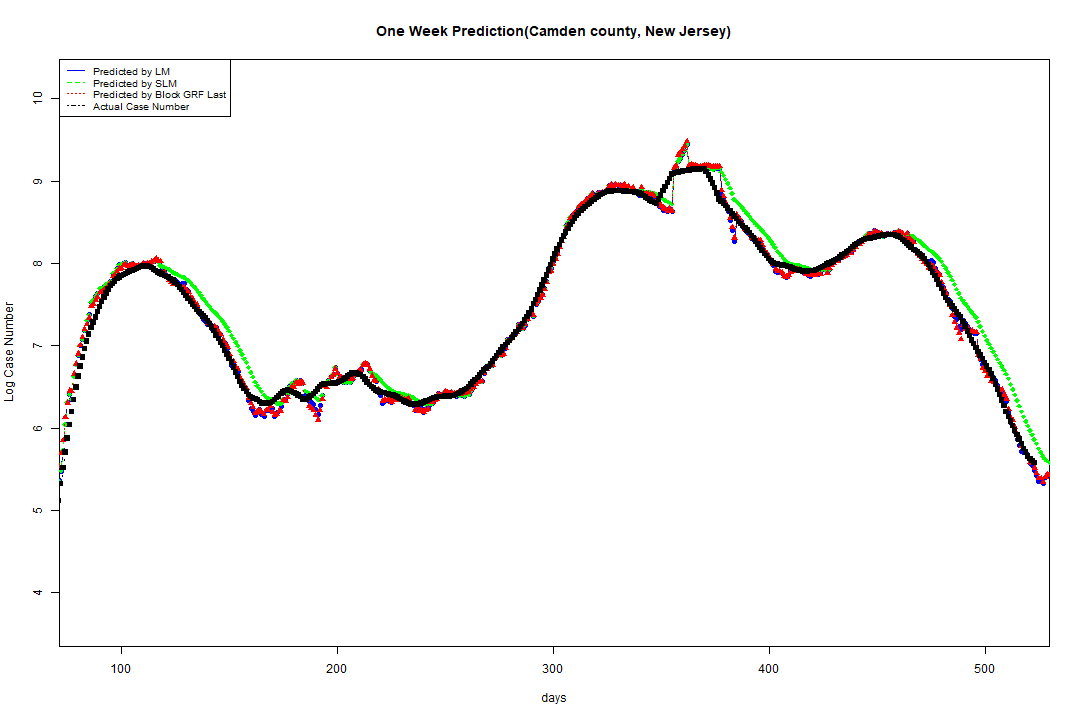 One Week Prediction(Camden county, New Jersey)
Predicted by LM
Predicted by SLM
Predicted by Block GRF Last
Actual Case Number
10
9
8
7
6
5
4
Log Case Number
100 200 300 400 500
days